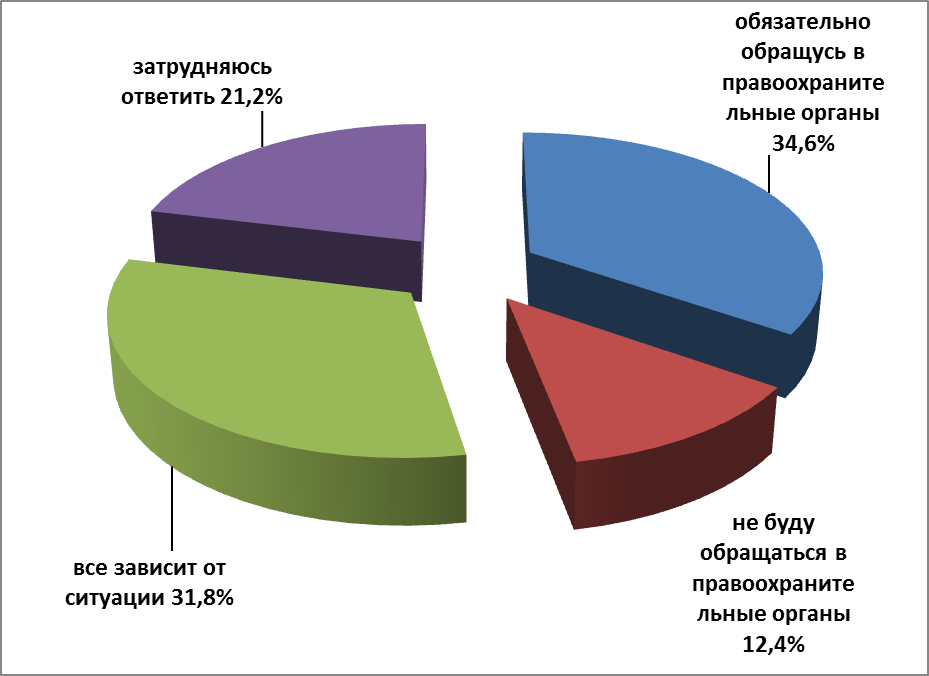 затрудняюсь
ответить 21,2%
обязательно
обращусь в
правоохраните
льные органы
34,6%
все зависит от
ситуации 31,8%
не буду
обращаться в
правоохраните
льные органы
12,4%